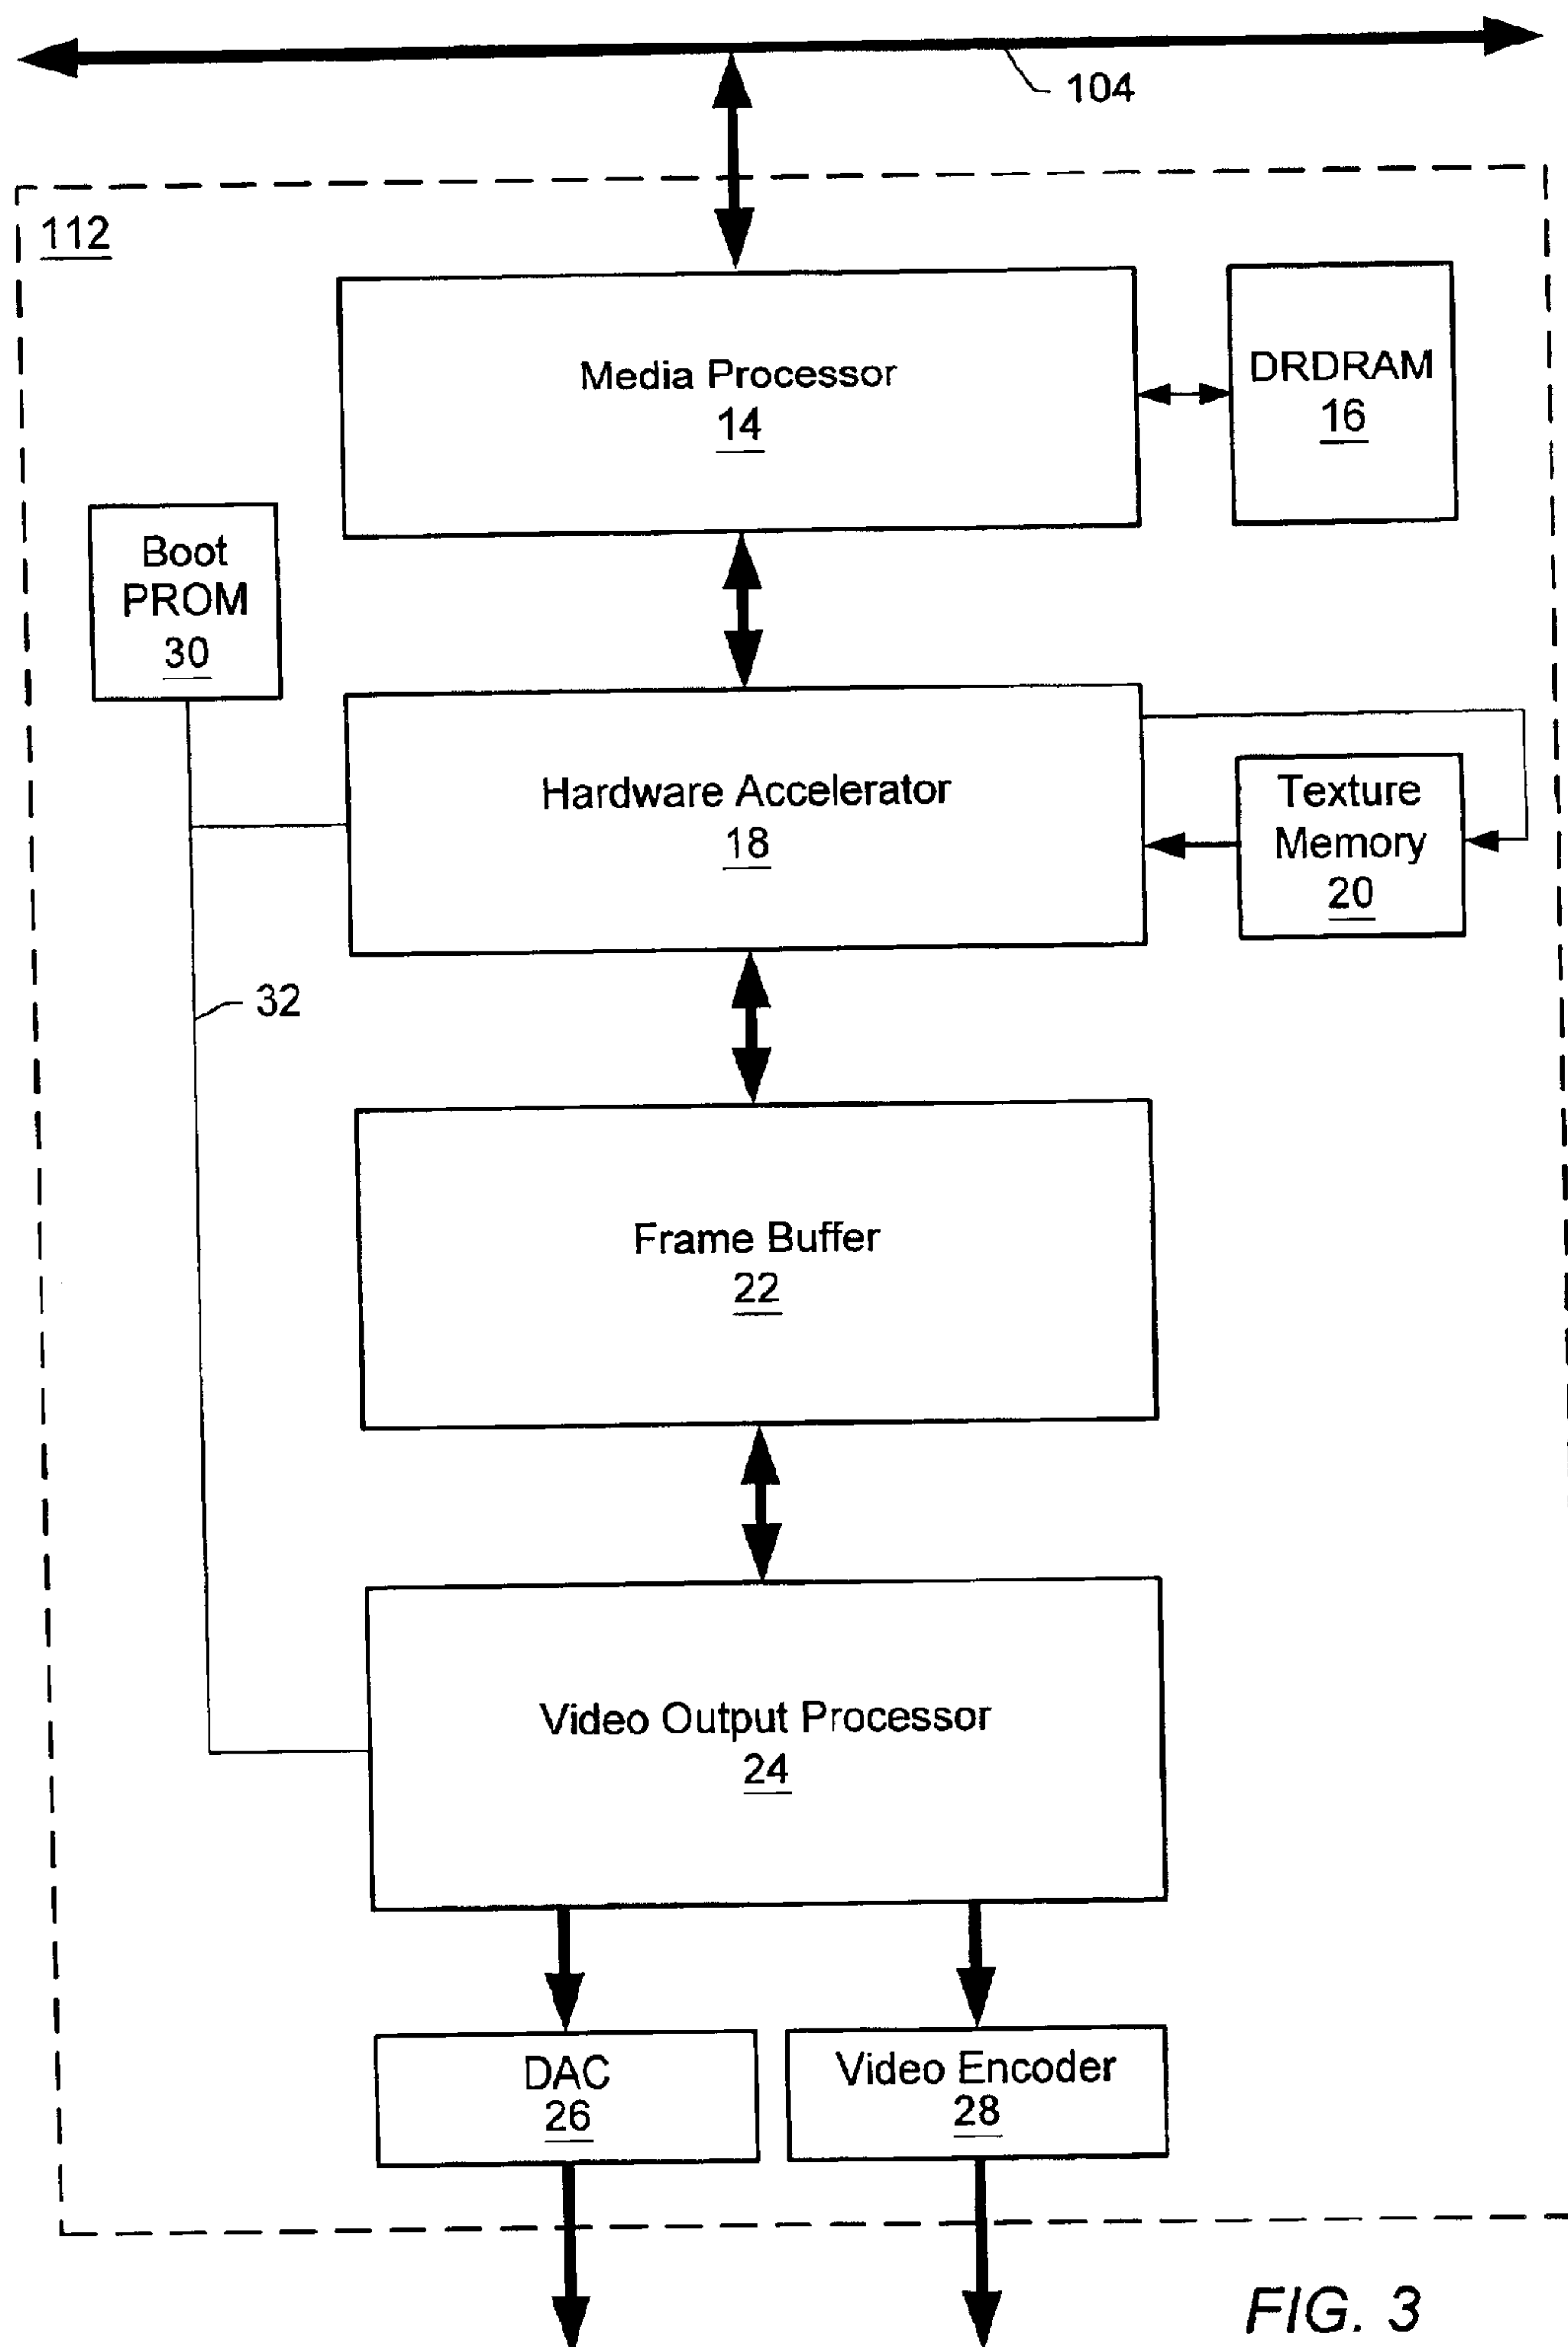 104
112
Media Processor
14
DRDRAM
16
Boot
PROM
30
Hardware Accelerator
18
Texture
Memory
20
32
Frame Buffer
22
Video Output Processor
24
DAC
26
Video Encoder
28
FIG. 3